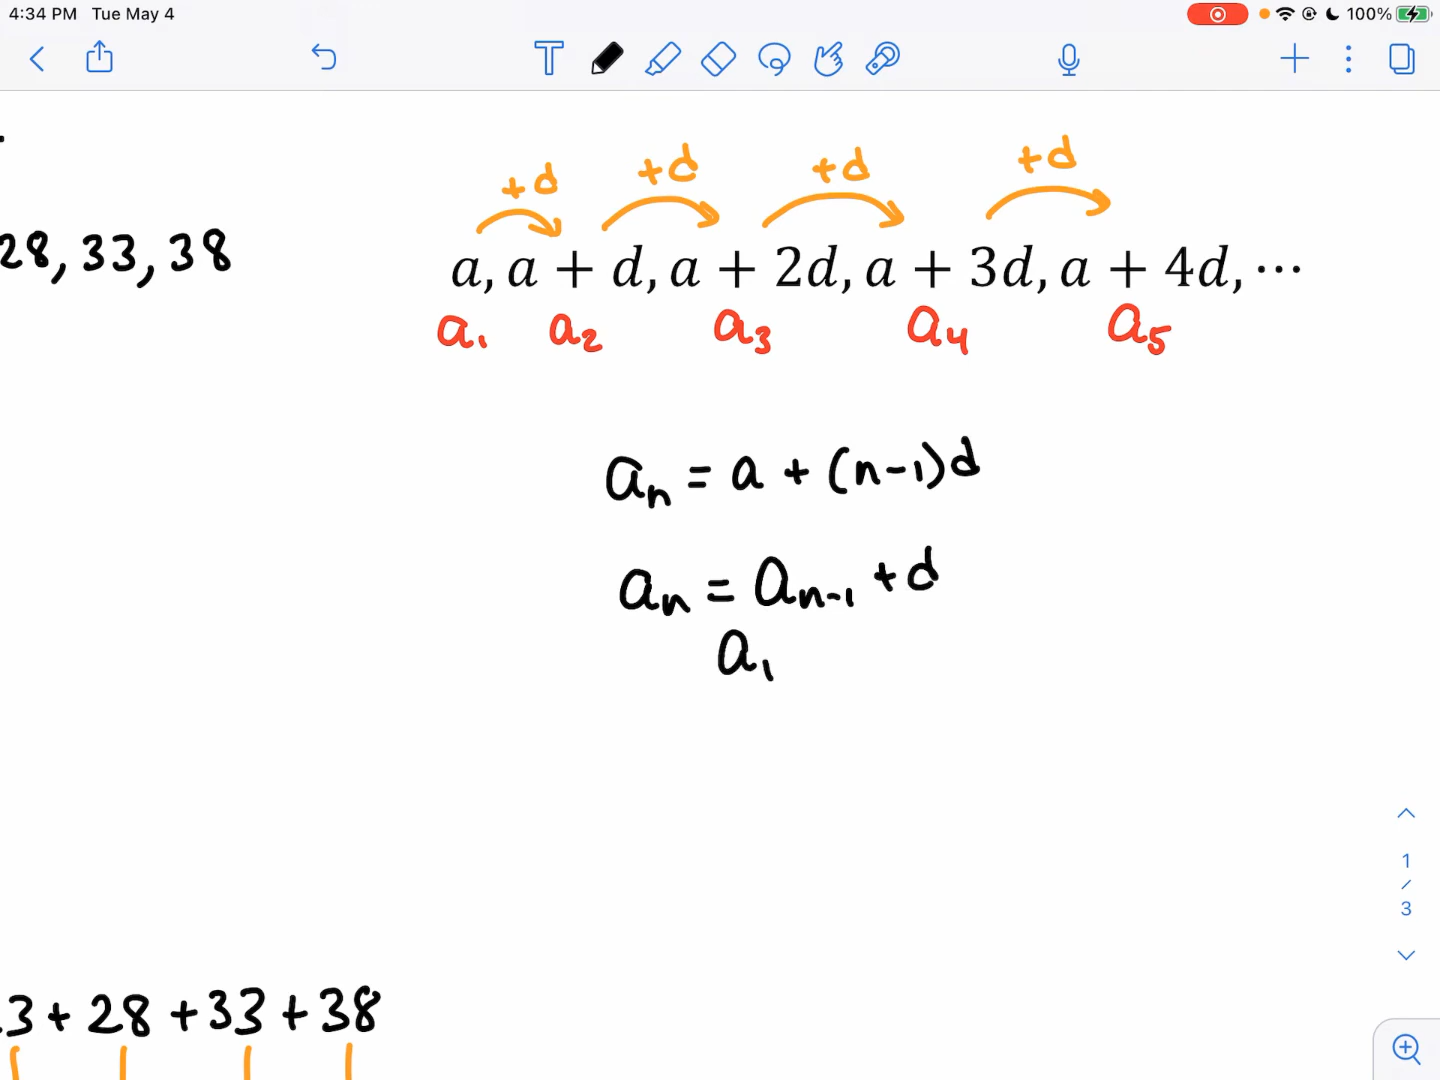 4:34 PM Tue May 4
100%
T
+d +d +d +d
28, 33, 38
a, a + d, a + 2d, a + 3d, a + 4d, ⋯
a₁ a₂ a₃ a₄ a₅
aₙ = a + (n-1)d
aₙ = aₙ₋₁ + d
a₁
1
/
3
3 + 28 + 33 + 38